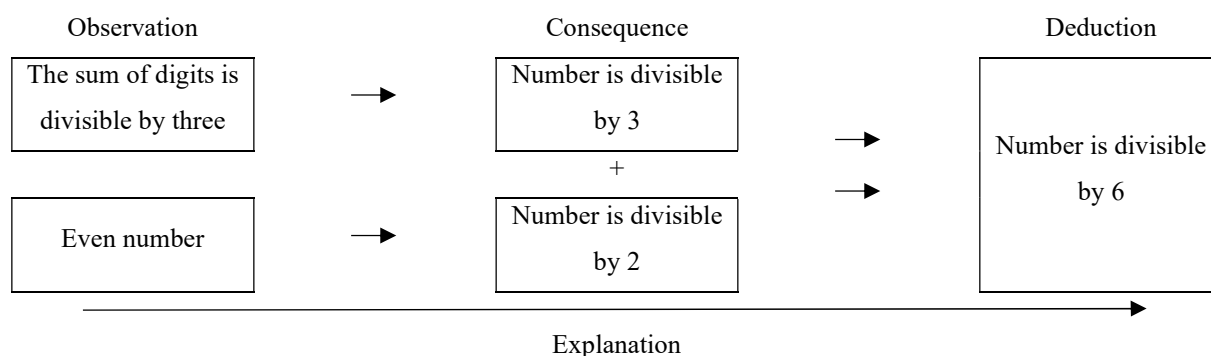 Observation
Consequence
Deduction
The sum of digits is
divisible by three
Number is divisible
by 3
+
Even number
Number is divisible
by 2
Number is divisible
by 6
Explanation